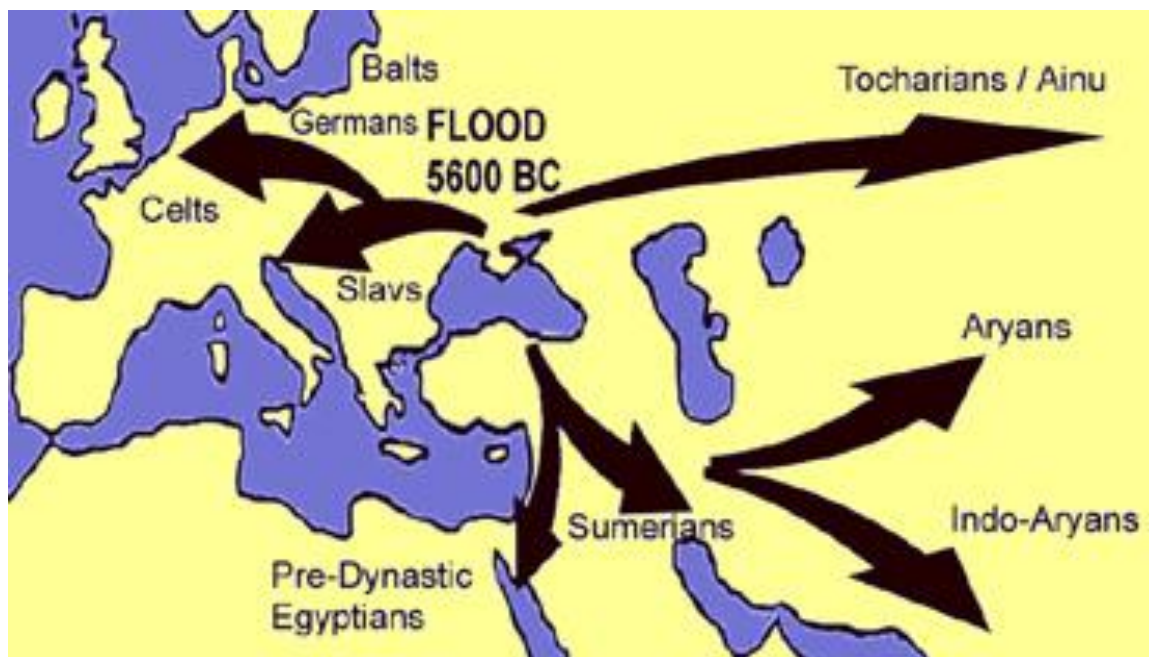 Balts
Tocharians / Ainu
Germans
FLOOD
5600 BC
Celts
Slavs
Aryans
Sumerians
Indo-Aryans
Pre-Dynastic
Egyptians